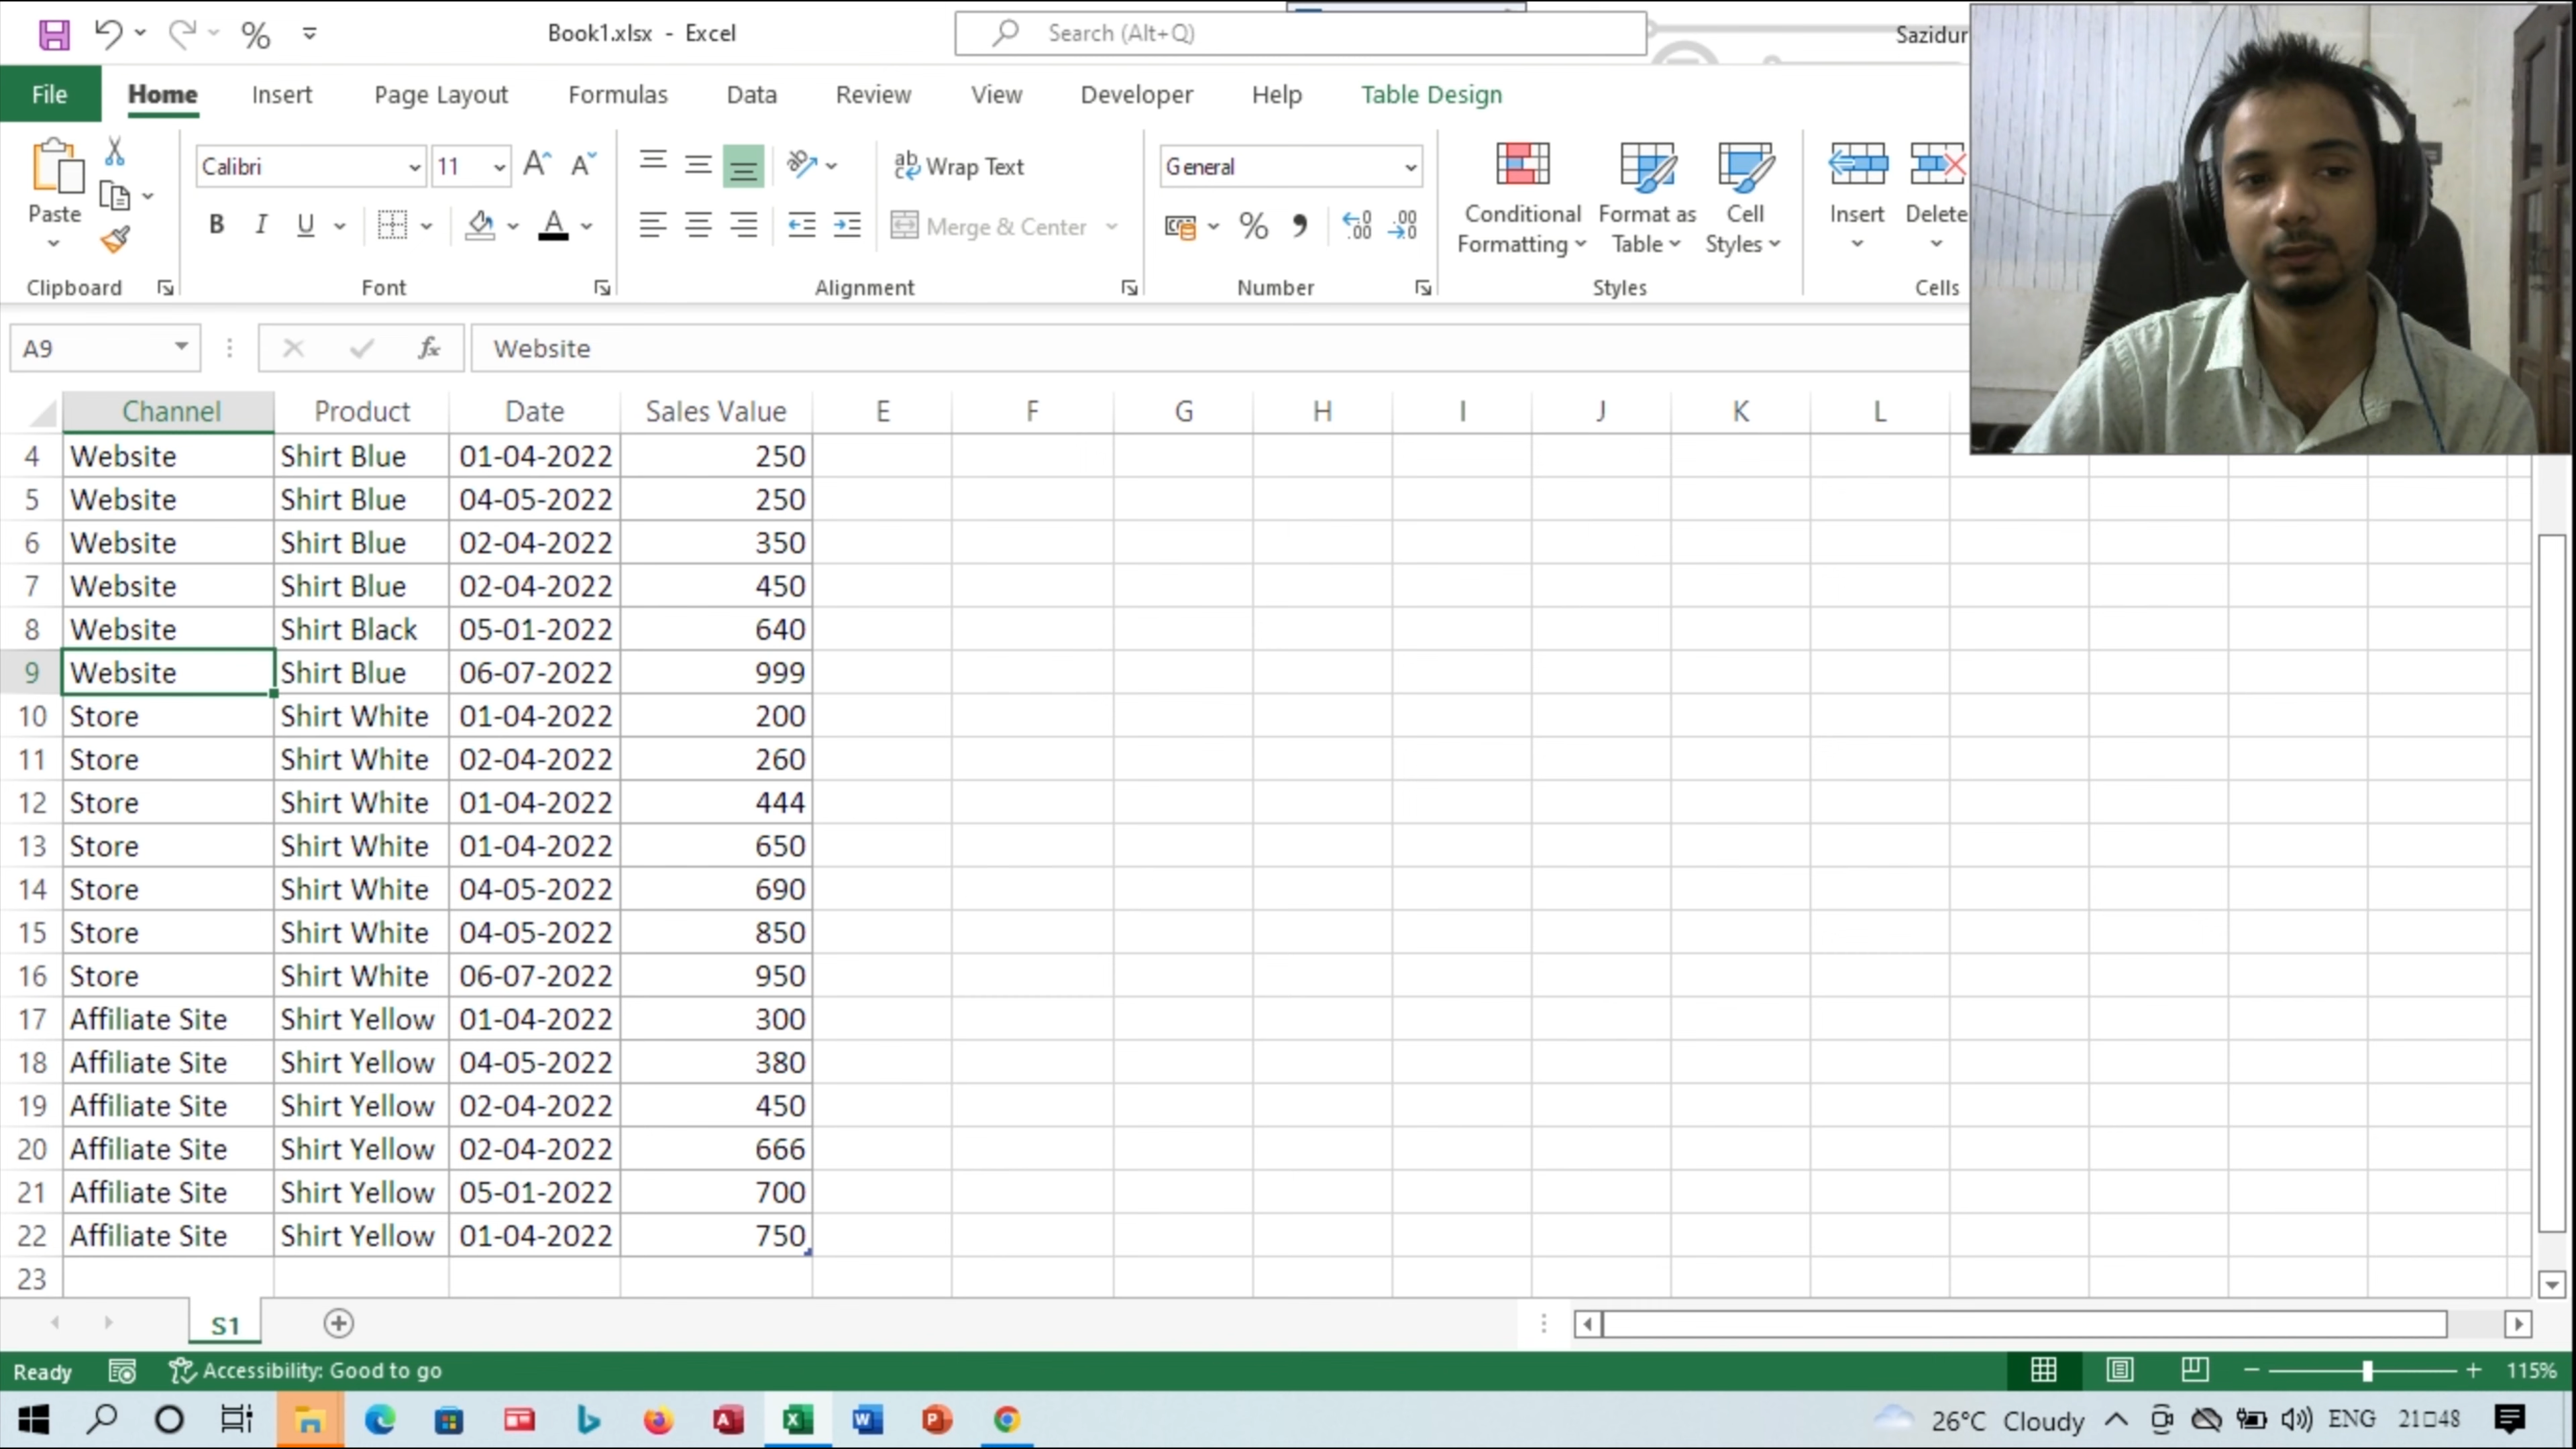 Book1.xlsx - Excel
Search (Alt+Q)
Sazidur
File Home Insert Page Layout Formulas Data Review View Developer Help Table Design
Paste
Calibri 11
Wrap Text
Merge & Center
General
Conditional Formatting
Format as Table
Cell Styles
Insert
Delete
Clipboard Font Alignment Number Styles Cells
A9 fx Website
Channel Product Date Sales Value E F G H I J K L
4 Website Shirt Blue 01-04-2022 250
5 Website Shirt Blue 04-05-2022 250
6 Website Shirt Blue 02-04-2022 350
7 Website Shirt Blue 02-04-2022 450
8 Website Shirt Black 05-01-2022 640
9 Website Shirt Blue 06-07-2022 999
10 Store Shirt White 01-04-2022 200
11 Store Shirt White 02-04-2022 260
12 Store Shirt White 01-04-2022 444
13 Store Shirt White 01-04-2022 650
14 Store Shirt White 04-05-2022 690
15 Store Shirt White 04-05-2022 850
16 Store Shirt White 06-07-2022 950
17 Affiliate Site Shirt Yellow 01-04-2022 300
18 Affiliate Site Shirt Yellow 04-05-2022 380
19 Affiliate Site Shirt Yellow 02-04-2022 450
20 Affiliate Site Shirt Yellow 02-04-2022 666
21 Affiliate Site Shirt Yellow 05-01-2022 700
22 Affiliate Site Shirt Yellow 01-04-2022 750
23
S1
Ready Accessibility: Good to go 115%
26°C Cloudy ENG 21□48